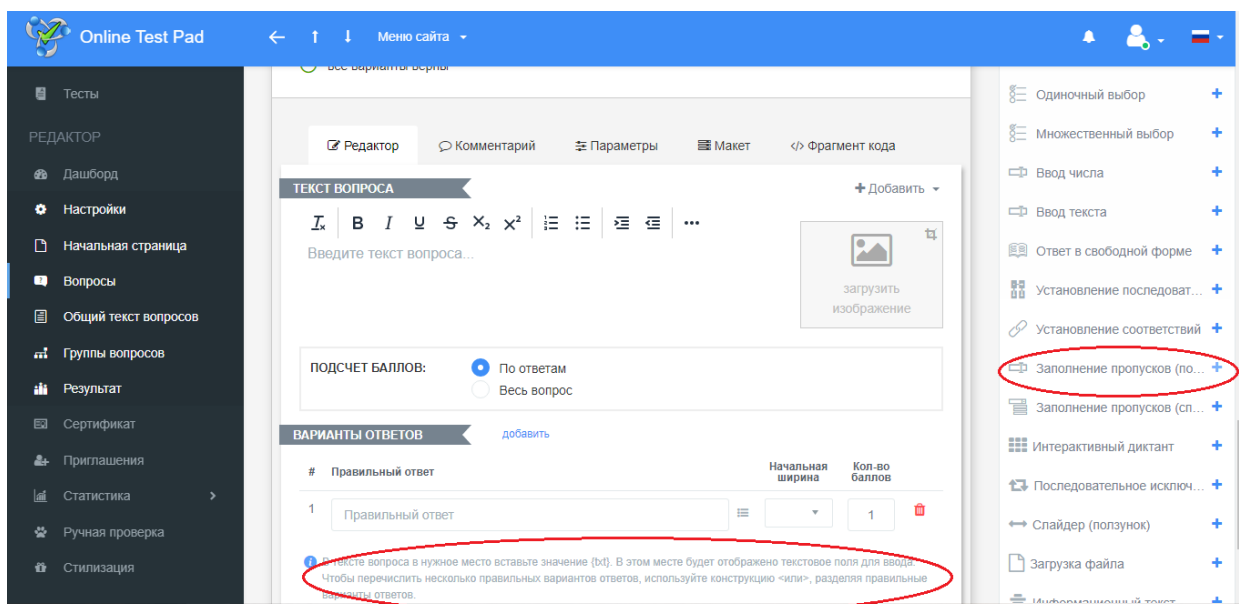 Online Test Pad
Меню сайта
Тесты
РЕДАКТОР
Дашборд
Настройки
Начальная страница
Вопросы
Общий текст вопросов
Группы вопросов
Результат
Сертификат
Приглашения
Статистика
Ручная проверка
Стилизация
все варианты верны
Редактор Комментарий Параметры Макет </> Фрагмент кода
ТЕКСТ ВОПРОСА
+ Добавить
Введите текст вопроса...
загрузить
изображение
ПОДСЧЕТ БАЛЛОВ:
По ответам
Весь вопрос
ВАРИАНТЫ ОТВЕТОВ
добавить
# Правильный ответ
Начальная
ширина
Кол-во
баллов
1 Правильный ответ 1
В тексте вопроса в нужное место вставьте значение {txt}. В этом месте будет отображено текстовое поле для ввода.
Чтобы перечислить несколько правильных вариантов ответов, используйте конструкцию <или>, разделяя правильные
варианты ответов.
Одиночный выбор
Множественный выбор
Ввод числа
Ввод текста
Ответ в свободной форме
Установление последоват...
Установление соответствий
Заполнение пропусков (по...
Заполнение пропусков (сп...
Интерактивный диктант
Последовательное исключ...
Слайдер (ползунок)
Загрузка файла
Информационный текст